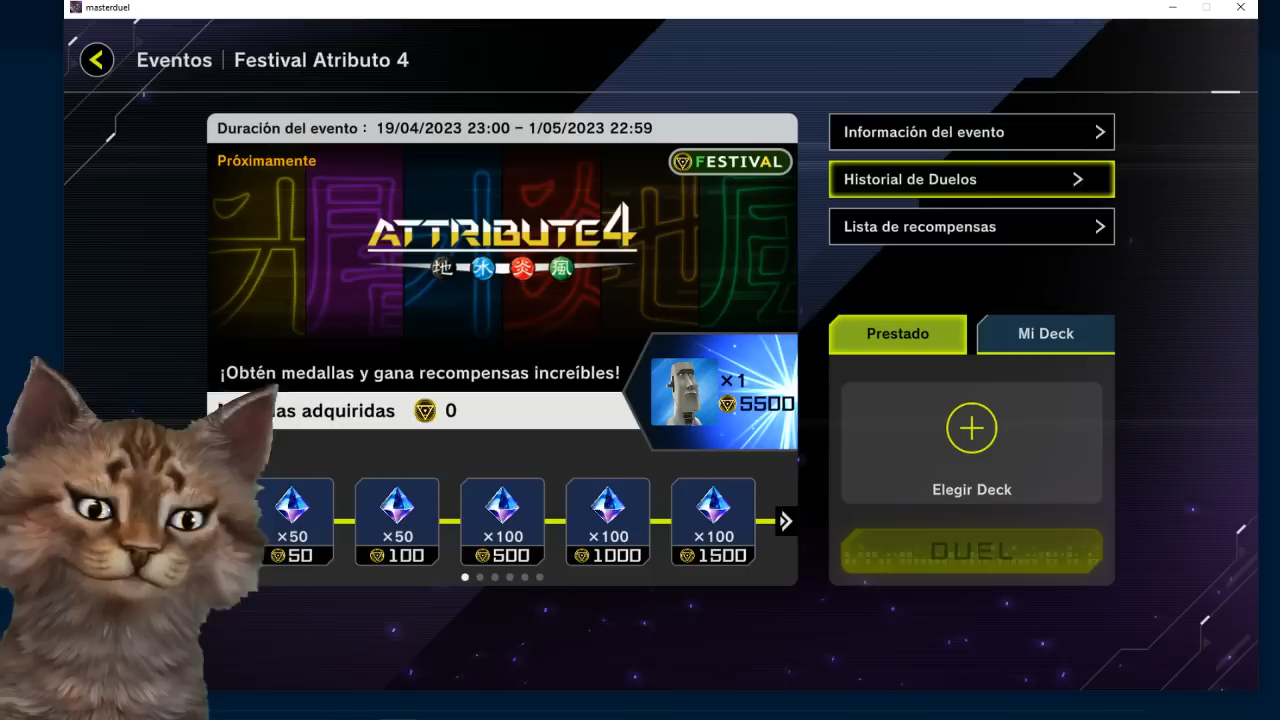 masterduel
Eventos | Festival Atributo 4
Duración del evento : 19/04/2023 23:00 - 1/05/2023 22:59
Próximamente
FESTIVAL
ATTRIBUTE4
地 水 炎 風
¡Obtén medallas y gana recompensas increíbles!
×1
5500
as adquiridas 0
×50
50
×50
100
×100
500
×100
1000
×100
1500
Información del evento
Historial de Duelos
Lista de recompensas
Prestado
Mi Deck
Elegir Deck
DUEL